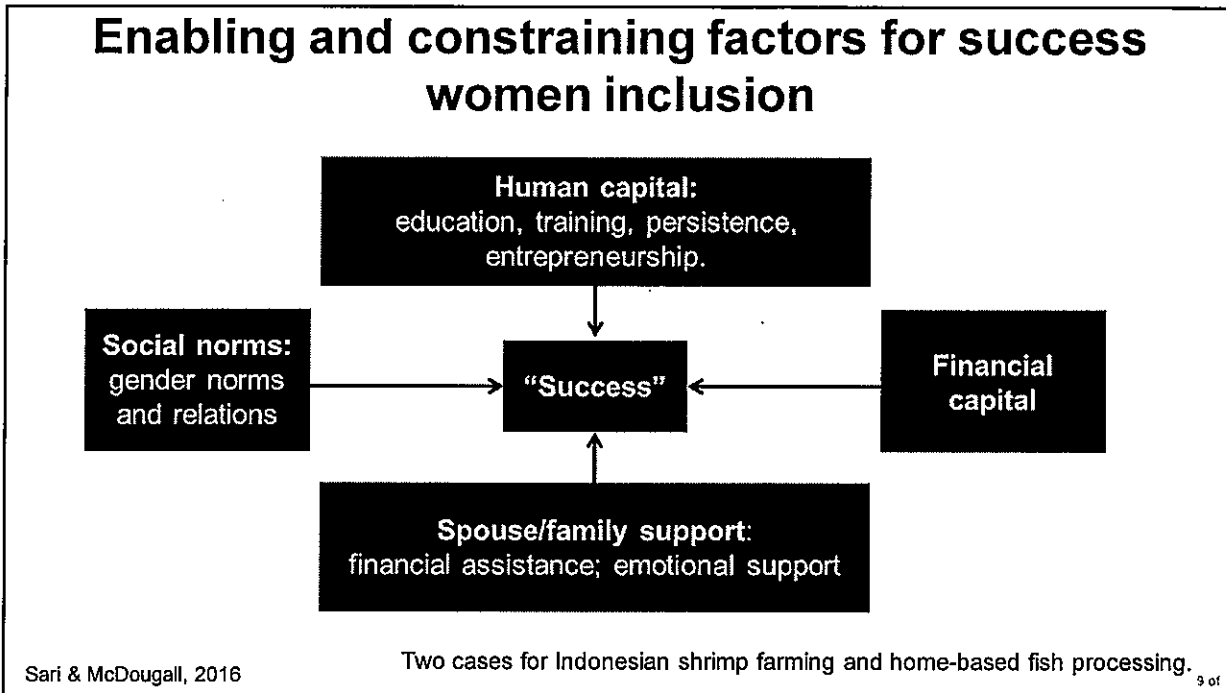 Enabling and constraining factors for success
women inclusion
Human capital:
education, training, persistence,
entrepreneurship.
Social norms:
gender norms
and relations
“Success”
Financial
capital
Spouse/family support:
financial assistance; emotional support
Sari & McDougall, 2016
Two cases for Indonesian shrimp farming and home-based fish processing.
9 of